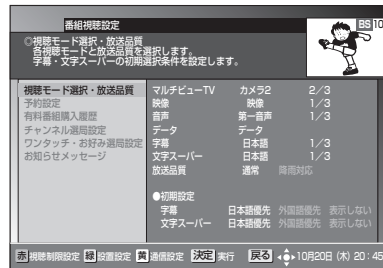 番組視聴設定
BS 10
◎視聴モード選択・放送品質
各視聴モードと放送品質を選択します。
字幕・文字スーパーの初期選択条件を設定します。
視聴モード選択・放送品質
予約設定
有料番組購入履歴
チャンネル選局設定
ワンタッチ・お好み選局設定
お知らせメッセージ
マルチビューTV カメラ2 2／3
映像 映像 1／3
音声 第一音声 1／3
データ データ
字幕 日本語 1／3
文字スーパー 日本語 1／3
放送品質 通常 降雨対応
●初期設定
字幕 日本語優先 外国語優先 表示しない
文字スーパー 日本語優先 外国語優先 表示しない
赤 視聴制限設定 緑 設置設定 黄 通信設定 決定 実行 戻る 10月20日（木）20：45